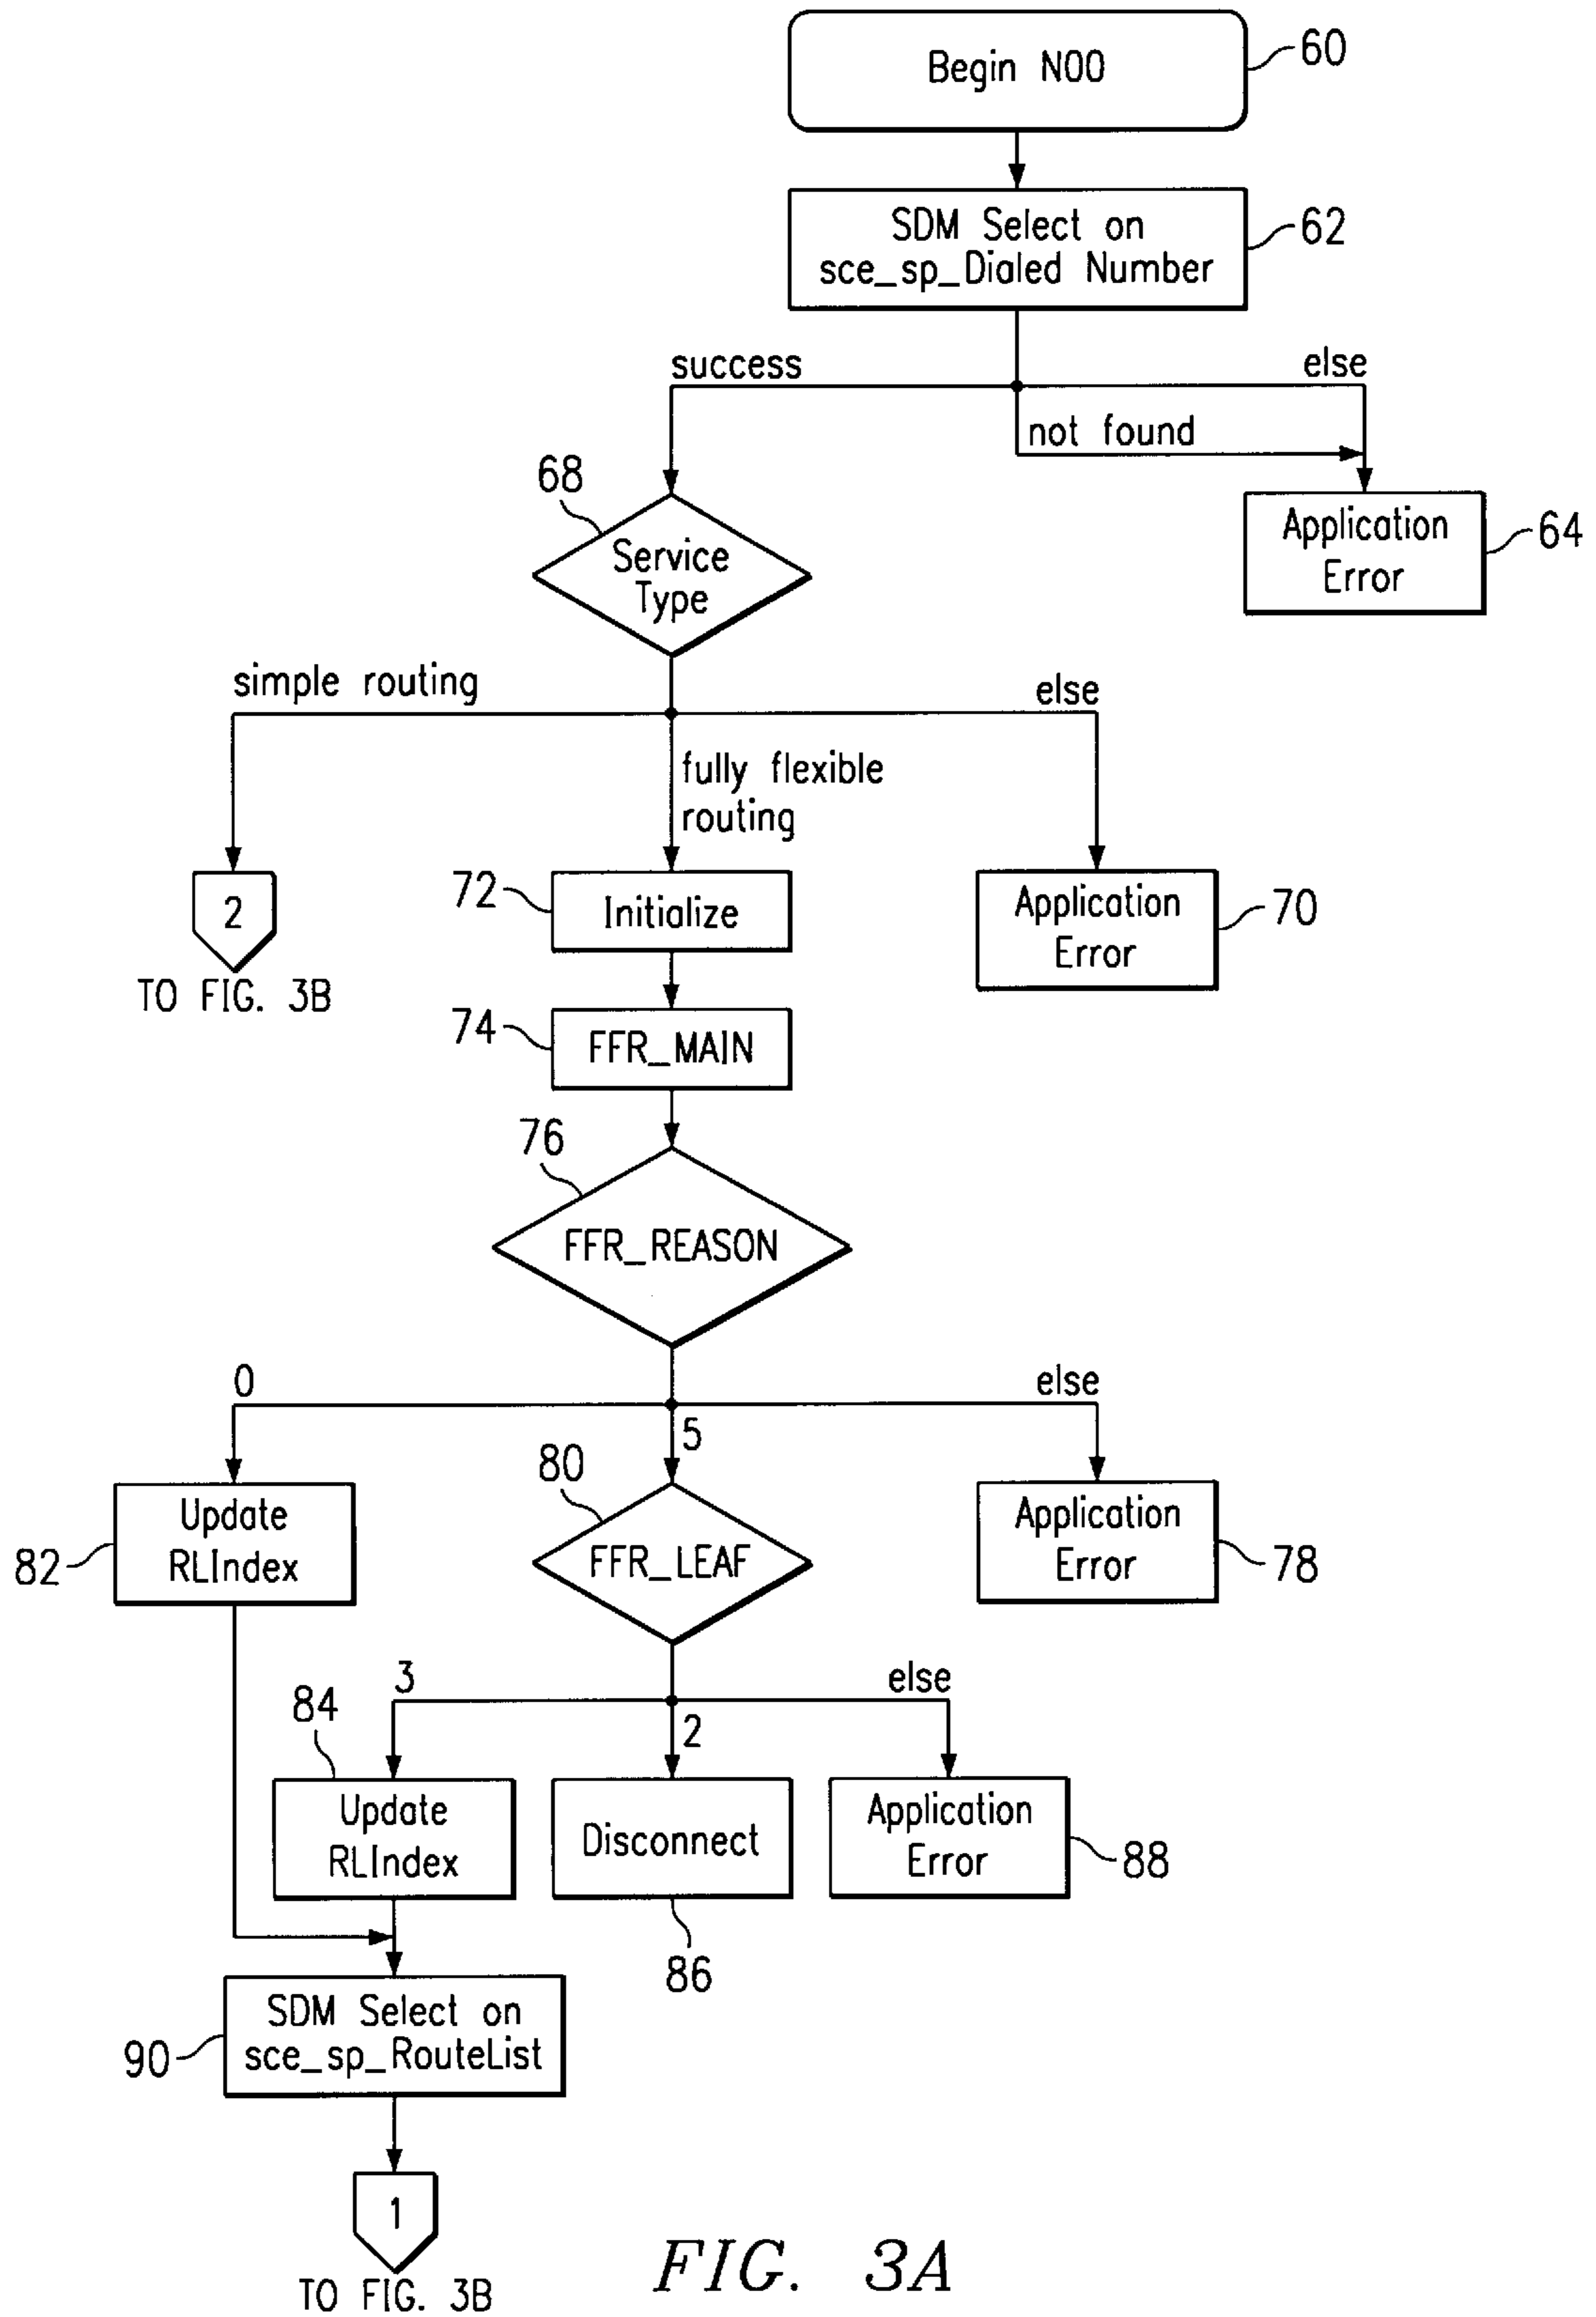 Begin N00
60
SDM Select on
sce_sp_Dialed Number
62
success
else
not found
68
Service
Type
Application
Error
64
simple routing
else
fully flexible
routing
2
TO FIG. 3B
72
Initialize
Application
Error
70
74
FFR_MAIN
76
FFR_REASON
0
else
5
80
Update
RLIndex
82
FFR_LEAF
Application
Error
78
3
else
2
84
Update
RLIndex
Disconnect
86
Application
Error
88
SDM Select on
sce_sp_RouteList
90
1
TO FIG. 3B
FIG. 3A